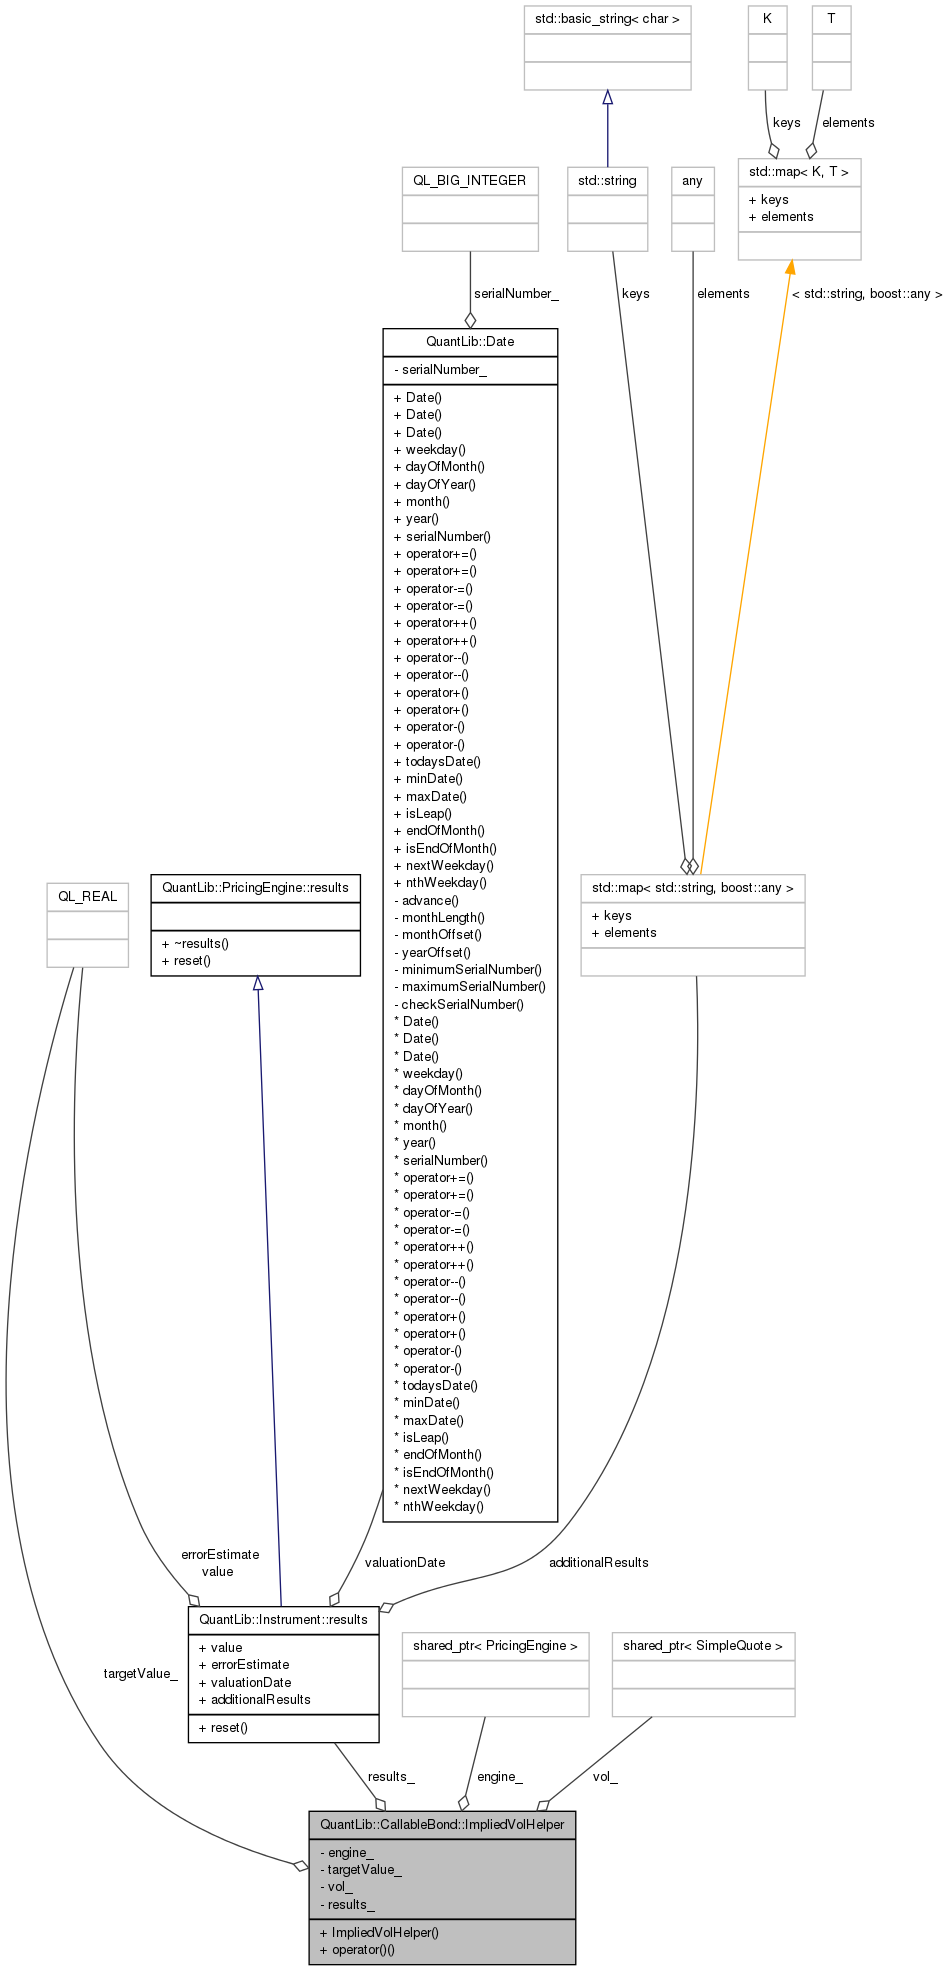 std::basic_string< char >
K
T
keys
elements
QL_BIG_INTEGER
std::string
any
std::map< K, T >
+ keys
+ elements
serialNumber_
keys
elements
< std::string, boost::any >
QuantLib::Date
- serialNumber_
+ Date()
+ Date()
+ Date()
+ weekday()
+ dayOfMonth()
+ dayOfYear()
+ month()
+ year()
+ serialNumber()
+ operator+=()
+ operator+=()
+ operator-=()
+ operator-=()
+ operator++()
+ operator++()
+ operator--()
+ operator--()
+ operator+()
+ operator+()
+ operator-()
+ operator-()
+ todaysDate()
+ minDate()
+ maxDate()
+ isLeap()
+ endOfMonth()
+ isEndOfMonth()
+ nextWeekday()
+ nthWeekday()
- advance()
- monthLength()
- monthOffset()
- yearOffset()
- minimumSerialNumber()
- maximumSerialNumber()
- checkSerialNumber()
* Date()
* Date()
* Date()
* weekday()
* dayOfMonth()
* dayOfYear()
* month()
* year()
* serialNumber()
* operator+=()
* operator+=()
* operator-=()
* operator-=()
* operator++()
* operator++()
* operator--()
* operator--()
* operator+()
* operator+()
* operator-()
* operator-()
* todaysDate()
* minDate()
* maxDate()
* isLeap()
* endOfMonth()
* isEndOfMonth()
* nextWeekday()
* nthWeekday()
QL_REAL
QuantLib::PricingEngine::results
+ ~results()
+ reset()
std::map< std::string, boost::any >
+ keys
+ elements
errorEstimate
value
valuationDate
additionalResults
targetValue_
QuantLib::Instrument::results
+ value
+ errorEstimate
+ valuationDate
+ additionalResults
+ reset()
shared_ptr< PricingEngine >
shared_ptr< SimpleQuote >
results_
engine_
vol_
QuantLib::CallableBond::ImpliedVolHelper
- engine_
- targetValue_
- vol_
- results_
+ ImpliedVolHelper()
+ operator()()